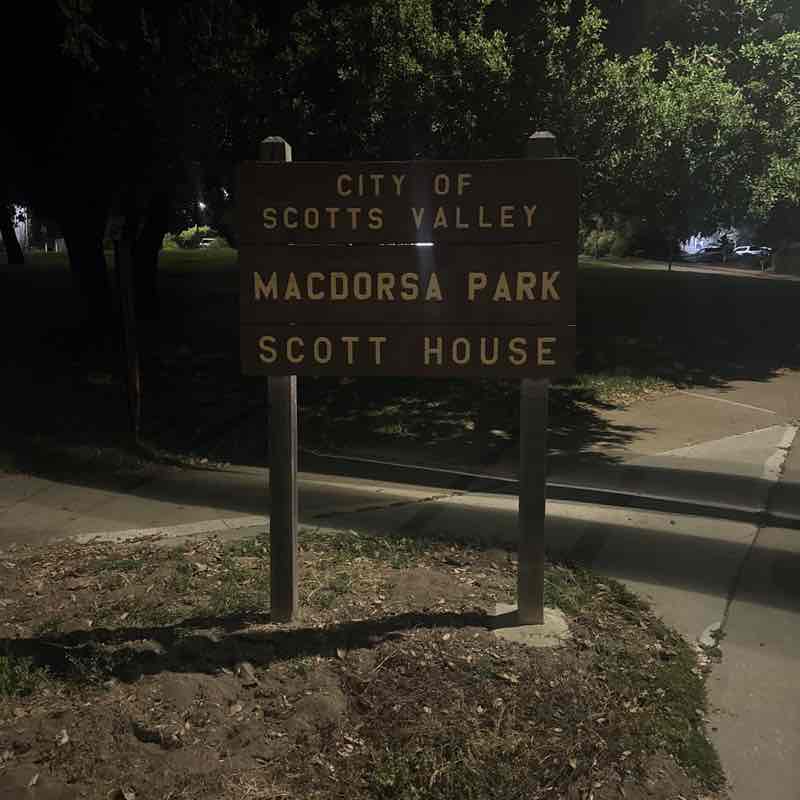 CITY OF
SCOTTS VALLEY
MACDORSA PARK
SCOTT HOUSE